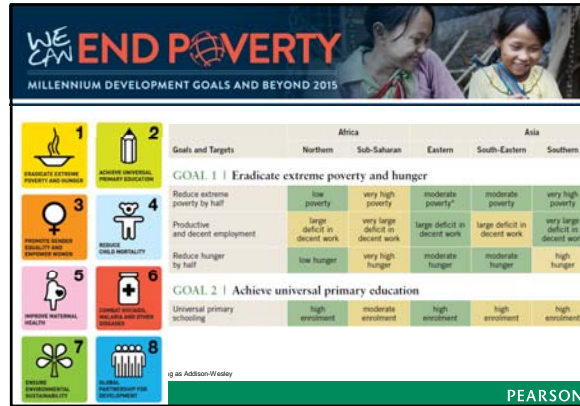 WE CAN END POVERTY
MILLENNIUM DEVELOPMENT GOALS AND BEYOND 2015
1
ERADICATE EXTREME
POVERTY AND HUNGER
2
ACHIEVE UNIVERSAL
PRIMARY EDUCATION
3
PROMOTE GENDER
EQUALITY AND
EMPOWER WOMEN
4
REDUCE
CHILD MORTALITY
5
IMPROVE MATERNAL
HEALTH
6
COMBAT HIV/AIDS,
MALARIA AND OTHER
DISEASES
7
ENSURE
ENVIRONMENTAL
SUSTAINABILITY
8
GLOBAL
PARTNERSHIP FOR
DEVELOPMENT
Africa Asia
Goals and Targets Northern Sub-Saharan Eastern South-Eastern Southern
GOAL 1 | Eradicate extreme poverty and hunger
Reduce extreme
poverty by half
low
poverty
very high
poverty
moderate
poverty*
moderate
poverty
very high
poverty
Productive
and decent employment
large
deficit in
decent work
very large
deficit in
decent work
large deficit in
decent work
large deficit in
decent work
very large
deficit in
decent work
Reduce hunger
by half
low hunger
very high
hunger
moderate
hunger
moderate
hunger
high
hunger
GOAL 2 | Achieve universal primary education
Universal primary
schooling
high
enrolment
moderate
enrolment
high
enrolment
high
enrolment
high
enrolment
g as Addison-Wesley
PEARSON